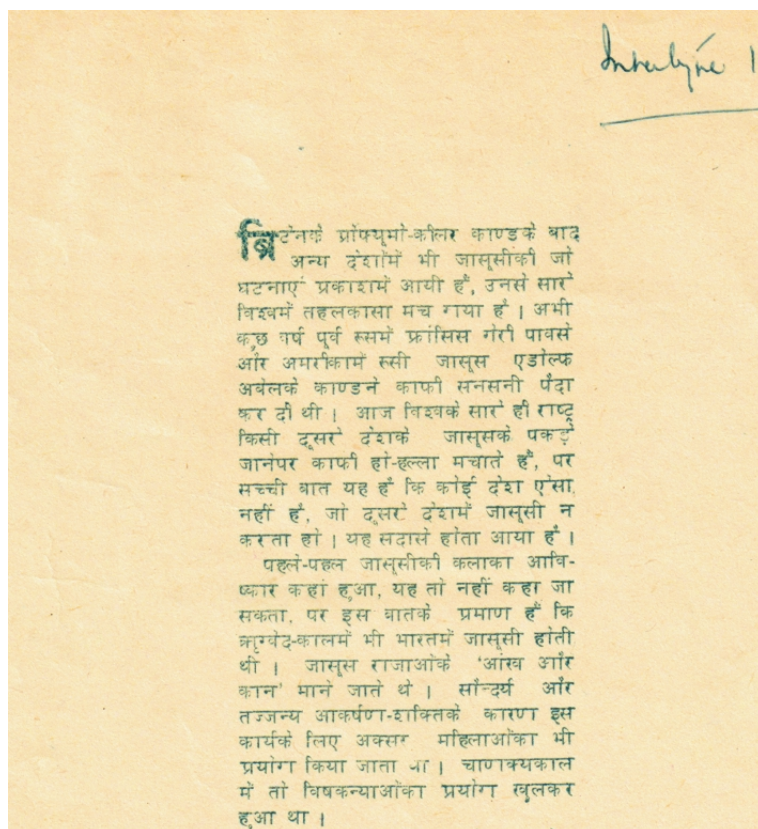 ब्रिटेनके प्रोफ्यूमो-कीलर काण्डके बाद
अन्य देशोंमें भी जासूसीकी जो
घटनाएं प्रकाशमें आयी हैं, उनसे सारे
विश्वमें तहलकासा मच गया है । अभी
कुछ वर्ष पूर्व रूसमें फ्रांसिस गेरी पावर्स
और अमरीकामें रूसी जासूस एडोल्फ
अबेलके काण्डने काफी सनसनी पैदा
कर दी थी । आज विश्वके सारे ही राष्ट्र
किसी दूसरे देशके जासूसके पकड़े
जानेपर काफी हो-हल्ला मचाते हैं, पर
सच्ची बात यह है कि कोई देश एेसा
नहीं है, जो दूसरे देशमें जासूसी न
करता हो । यह सदासे होता आया है ।
पहले-पहल जासूसीकी कलाका आवि-
ष्कार कहां हुआ, यह तो नहीं कहा जा
सकता, पर इस बातके प्रमाण हैं कि
ऋग्वेद-कालमें भी भारतमें जासूसी होती
थी । जासूस राजाओंके 'आंख और
कान' माने जाते थे । सौन्दर्य और
तज्जन्य आकर्षण-शक्तिके कारण इस
कार्यके लिए अक्सर महिलाओंका भी
प्रयोग किया जाता था । चाणक्यकाल
में तो विषकन्याओंका प्रयोग खुलकर
हुआ था ।